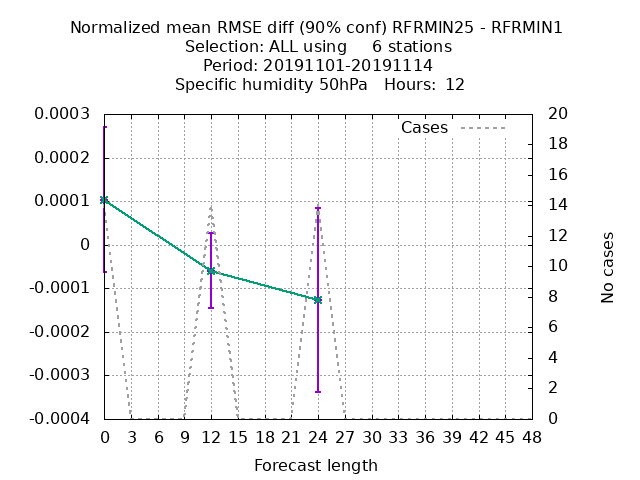 Normalized mean RMSE diff (90% conf) RFRMIN25 - RFRMIN1
Selection: ALL using     6 stations
Period: 20191101-20191114
Specific humidity 50hPa   Hours:  12
Cases
0.0003
0.0002
0.0001
0
-0.0001
-0.0002
-0.0003
-0.0004
20
18
16
14
12
10
8
6
4
2
0
No cases
0 3 6 9 12 15 18 21 24 27 30 33 36 39 42 45 48
Forecast length